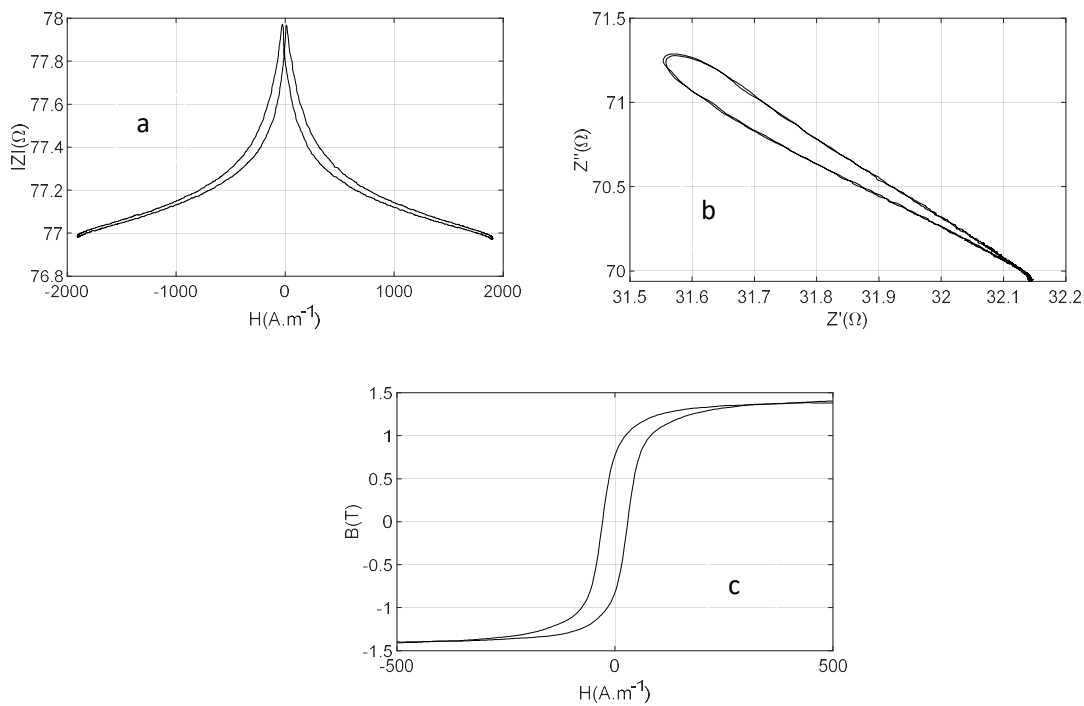 78
77.8
77.6
77.4
77.2
77
76.8
|Z|(Ω)
a
-2000 -1000 0 1000 2000
H(A.m-1)
71.5
71
70.5
70
Z''(Ω)
b
31.5 31.6 31.7 31.8 31.9 32 32.1 32.2
Z'(Ω)
1.5
1
0.5
0
-0.5
-1
-1.5
B(T)
c
-500 0 500
H(A.m-1)